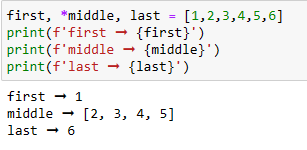 first, *middle, last = [1,2,3,4,5,6]
print(f'first ➞ {first}')
print(f'middle ➞ {middle}')
print(f'last ➞ {last}')
first ➞ 1
middle ➞ [2, 3, 4, 5]
last ➞ 6